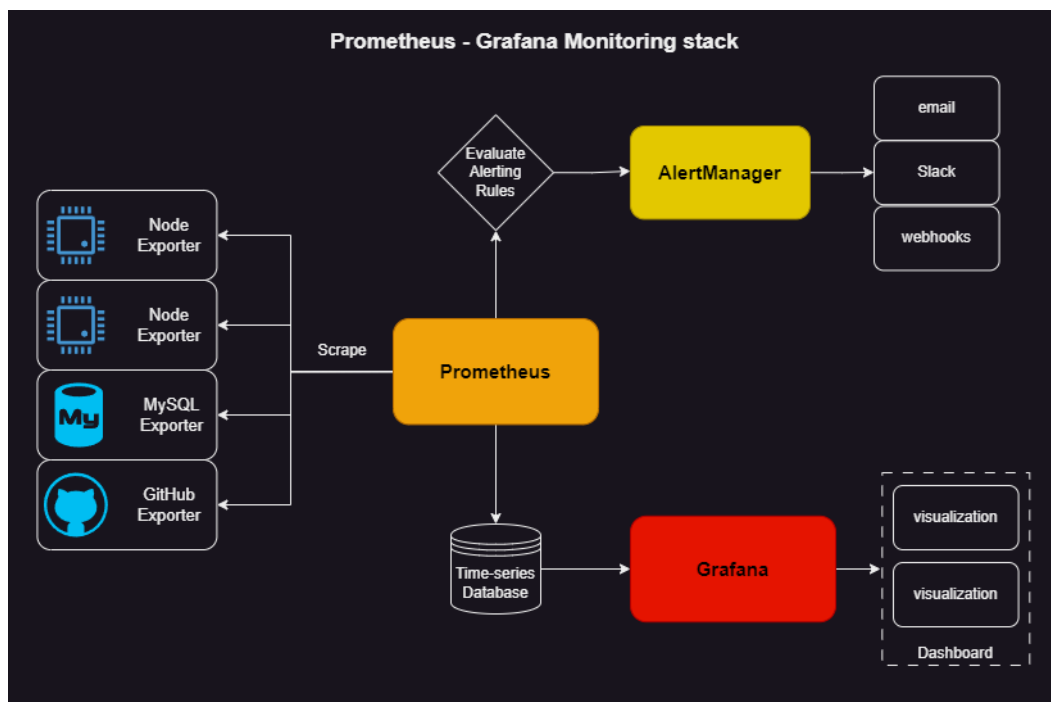 Prometheus - Grafana Monitoring stack
email
Evaluate
Alerting
Rules
AlertManager
Slack
webhooks
Node
Exporter
Node
Exporter
Scrape
Prometheus
My
MySQL
Exporter
GitHub
Exporter
Time-series
Database
Grafana
visualization
visualization
Dashboard